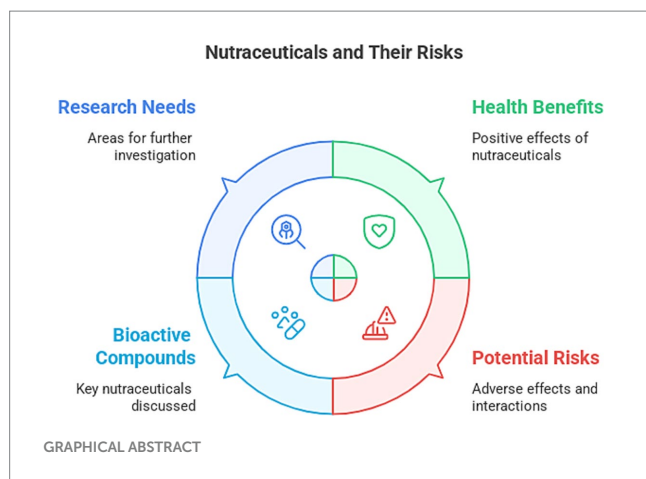 Nutraceuticals and Their Risks
Research Needs
Areas for further
investigation
Health Benefits
Positive effects of
nutraceuticals
Bioactive
Compounds
Key nutraceuticals
discussed
Potential Risks
Adverse effects and
interactions
GRAPHICAL ABSTRACT